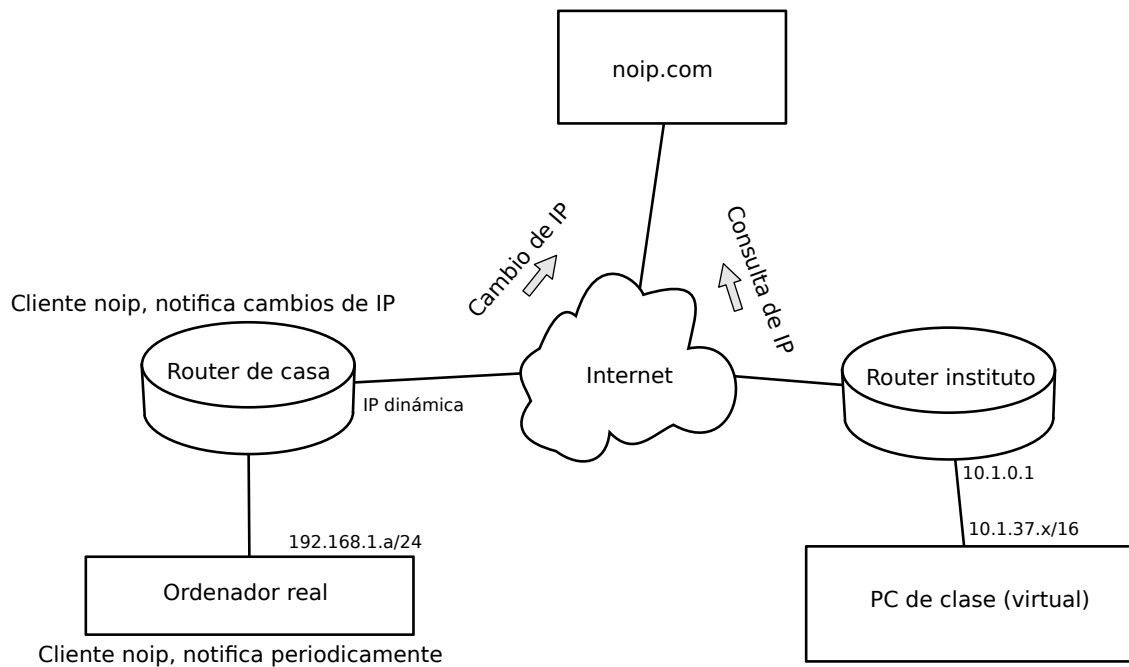 noip.com
Cambio de IP
Consulta de IP
Cliente noip, notifica cambios de IP
Router de casa
Internet
Router instituto
IP dinámica
10.1.0.1
192.168.1.a/24
10.1.37.x/16
Ordenador real
PC de clase (virtual)
Cliente noip, notifica periodicamente